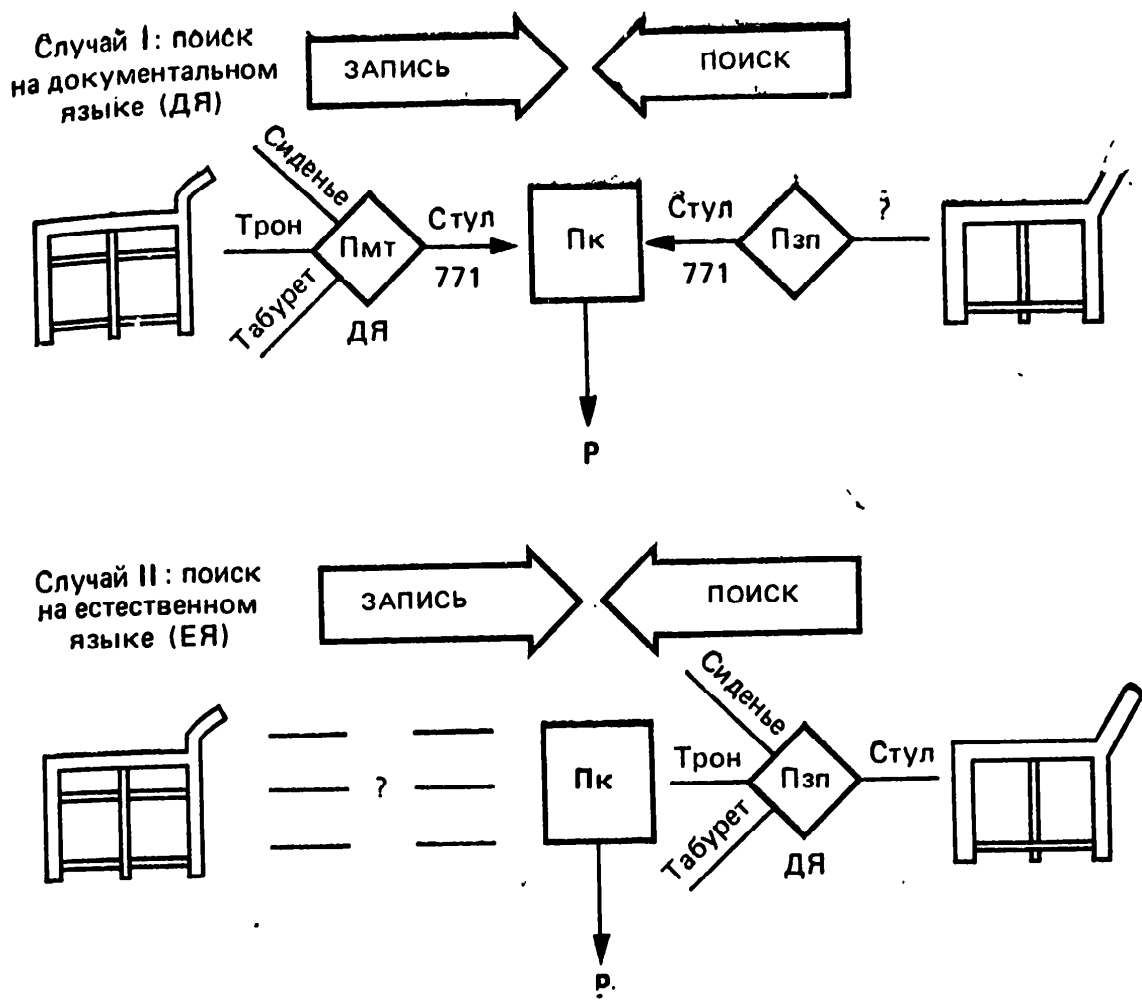 Случай I: поиск
на документальном
языке (ДЯ)
ЗАПИСЬ
ПОИСК
Сиденье
Трон
Табурет
Пмт
ДЯ
Стул
771
Пк
Стул
771
Пзп
?
Р
Случай II: поиск
на естественном
языке (ЕЯ)
ЗАПИСЬ
ПОИСК
?
Пк
Сиденье
Трон
Табурет
Пзп
ДЯ
Стул
Р.